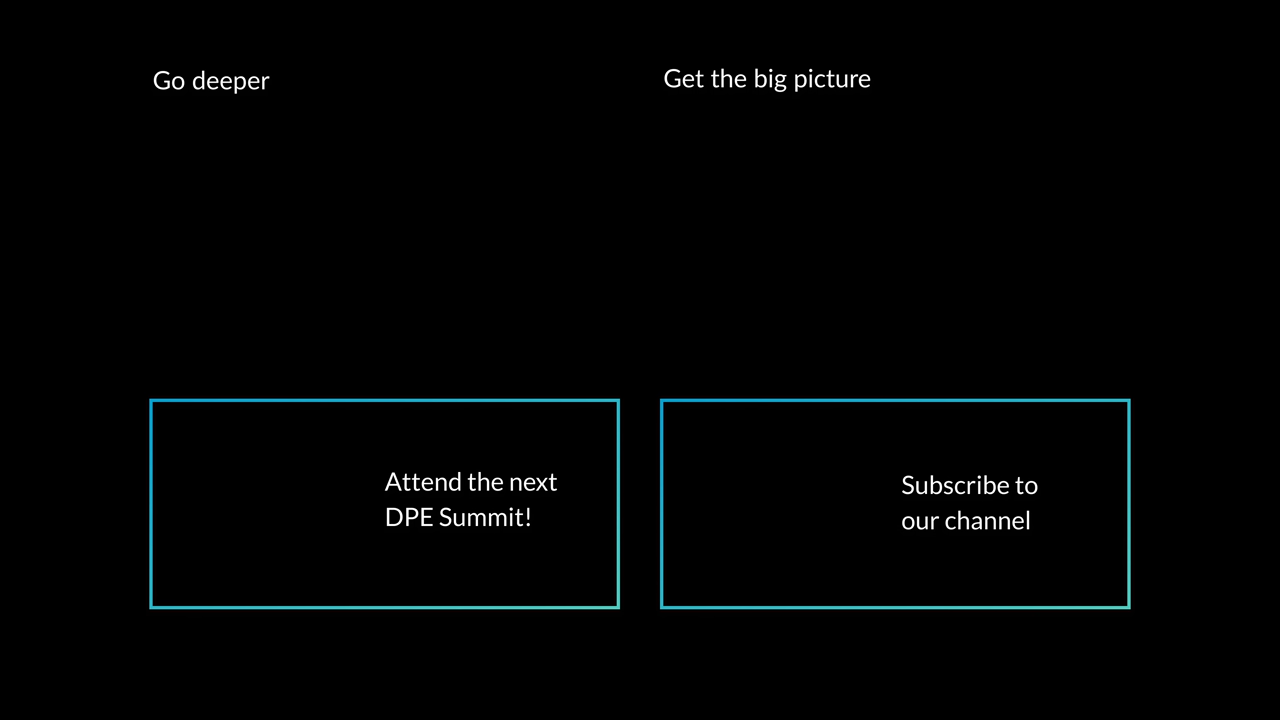 Go deeper
Get the big picture
Attend the next
DPE Summit!
Subscribe to
our channel